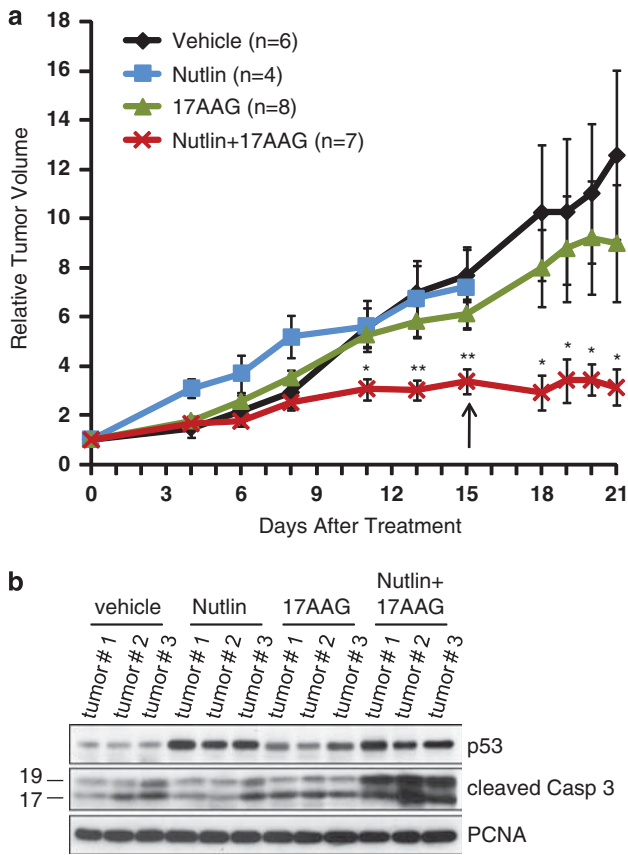 a
18
16
14
12
10
8
6
4
2
0
Relative Tumor Volume
Vehicle (n=6)
Nutlin (n=4)
17AAG (n=8)
Nutlin+17AAG (n=7)
* ** ** * * * *
0 3 6 9 12 15 18 21
Days After Treatment
b
vehicle Nutlin 17AAG Nutlin+
17AAG
tumor # 1 tumor # 2 tumor # 3 tumor # 1 tumor # 2 tumor # 3 tumor # 1 tumor # 2 tumor # 3 tumor # 1 tumor # 2 tumor # 3
p53
19
17
cleaved Casp 3
PCNA